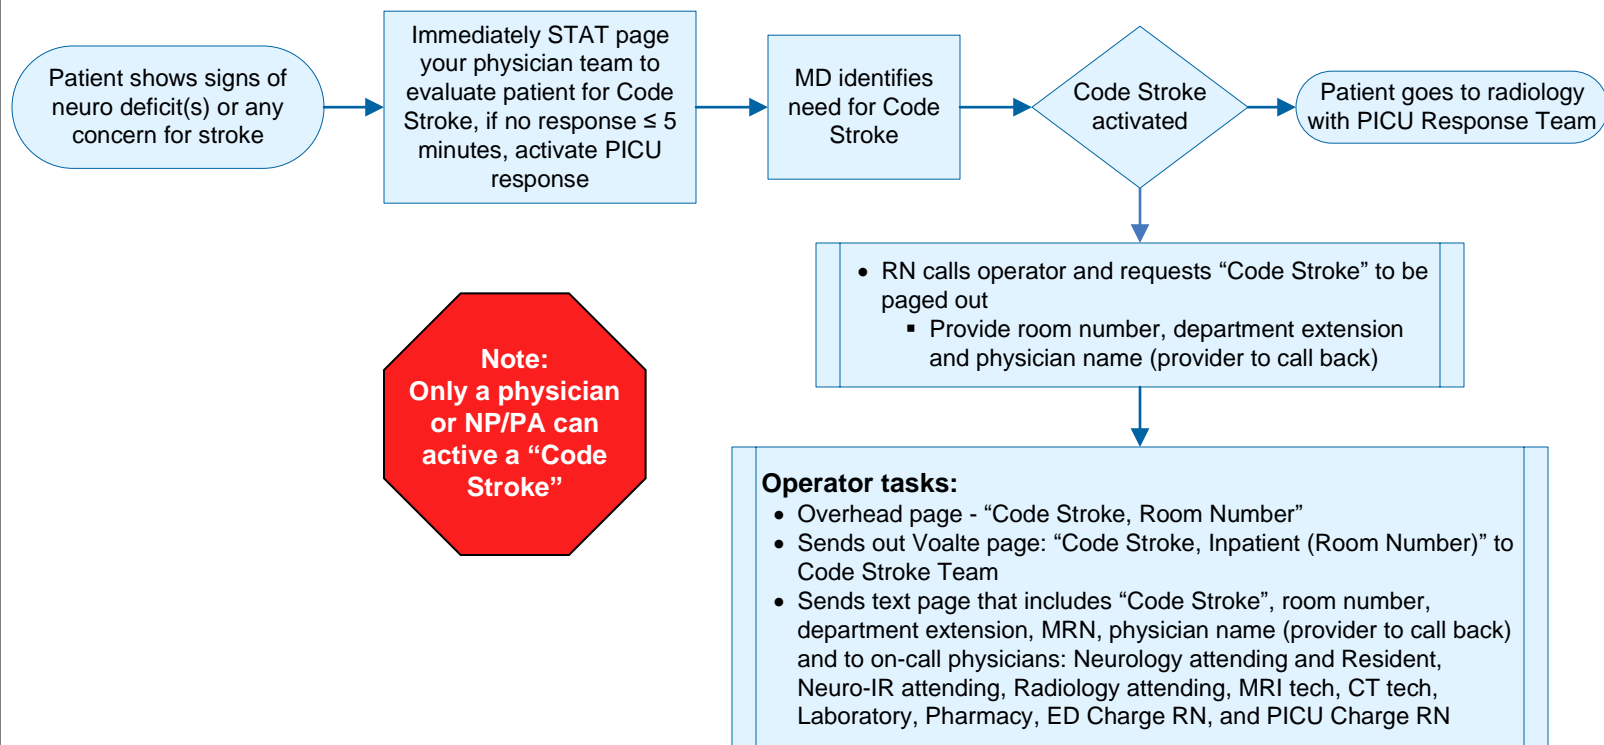 Patient shows signs of
neuro deficit(s) or any
concern for stroke
Immediately STAT page
your physician team to
evaluate patient for Code
Stroke, if no response ≤ 5
minutes, activate PICU
response
MD identifies
need for Code
Stroke
Code Stroke
activated
Patient goes to radiology
with PICU Response Team
• RN calls operator and requests “Code Stroke” to be
paged out
▪ Provide room number, department extension
and physician name (provider to call back)
Note:
Only a physician
or NP/PA can
active a “Code
Stroke”
Operator tasks:
• Overhead page - “Code Stroke, Room Number”
• Sends out Voalte page: “Code Stroke, Inpatient (Room Number)” to
Code Stroke Team
• Sends text page that includes “Code Stroke”, room number,
department extension, MRN, physician name (provider to call back)
and to on-call physicians: Neurology attending and Resident,
Neuro-IR attending, Radiology attending, MRI tech, CT tech,
Laboratory, Pharmacy, ED Charge RN, and PICU Charge RN